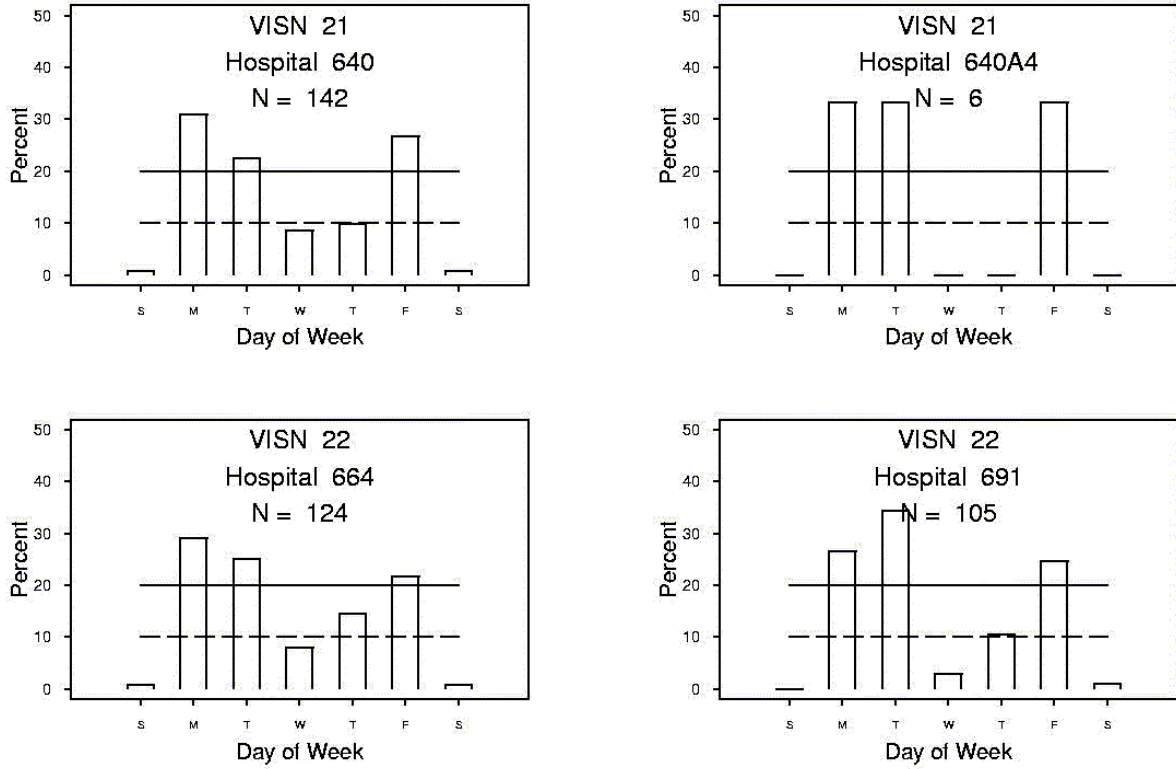 VISN 21
Hospital 640
N = 142
Percent
50
40
30
20
10
0
S M T W T F S
Day of Week
VISN 21
Hospital 640A4
N = 6
Percent
50
40
30
20
10
0
S M T W T F S
Day of Week
VISN 22
Hospital 664
N = 124
Percent
50
40
30
20
10
0
S M T W T F S
Day of Week
VISN 22
Hospital 691
N = 105
Percent
50
40
30
20
10
0
S M T W T F S
Day of Week